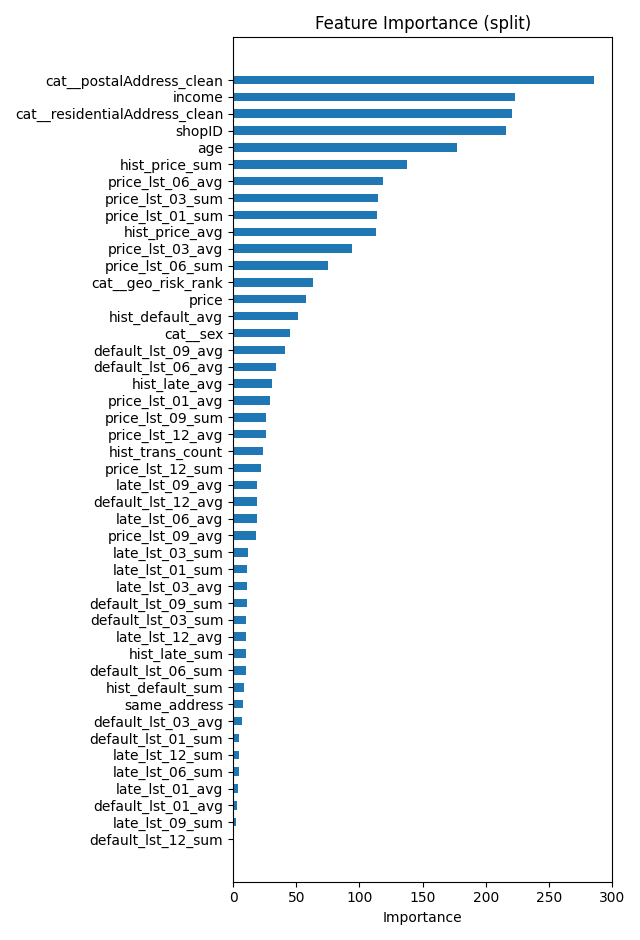 Feature Importance (split)
cat__postalAddress_clean
income
cat__residentialAddress_clean
shopID
age
hist_price_sum
price_lst_06_avg
price_lst_03_sum
price_lst_01_sum
hist_price_avg
price_lst_03_avg
price_lst_06_sum
cat__geo_risk_rank
price
hist_default_avg
cat__sex
default_lst_09_avg
default_lst_06_avg
hist_late_avg
price_lst_01_avg
price_lst_09_sum
price_lst_12_avg
hist_trans_count
price_lst_12_sum
late_lst_09_avg
default_lst_12_avg
late_lst_06_avg
price_lst_09_avg
late_lst_03_sum
late_lst_01_sum
late_lst_03_avg
default_lst_09_sum
default_lst_03_sum
late_lst_12_avg
hist_late_sum
default_lst_06_sum
hist_default_sum
same_address
default_lst_03_avg
default_lst_01_sum
late_lst_12_sum
late_lst_06_sum
late_lst_01_avg
default_lst_01_avg
late_lst_09_sum
default_lst_12_sum
0 50 100 150 200 250 300
Importance